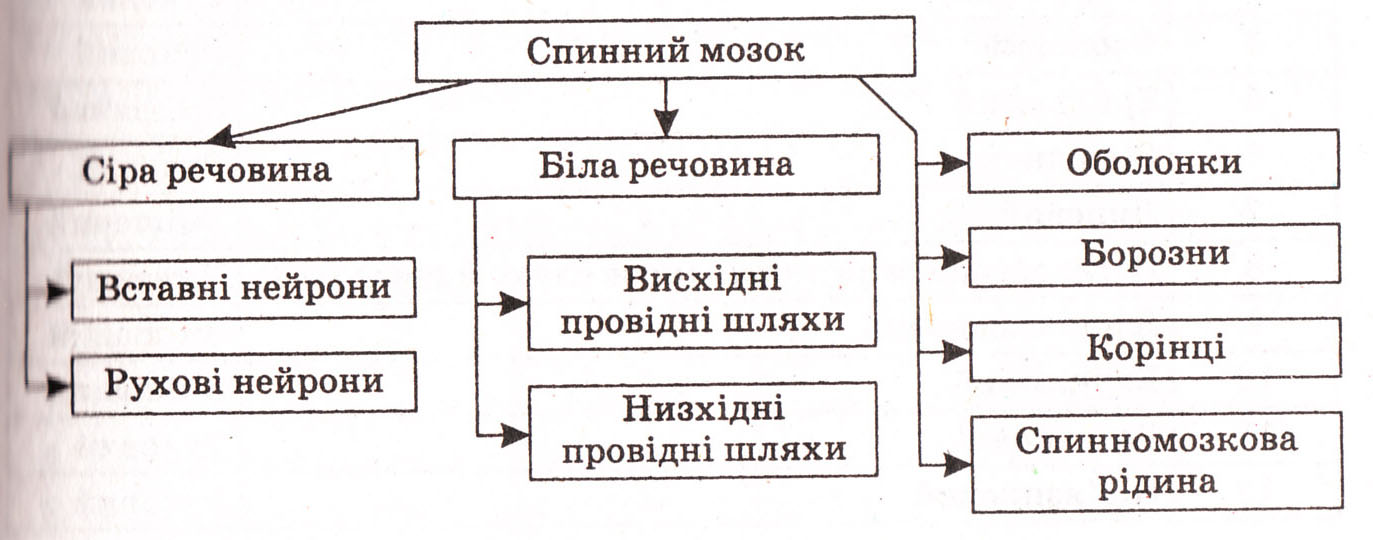 Спинний мозок
Сіра речовина
Вставні нейрони
Рухові нейрони
Біла речовина
Висхідні
провідні шляхи
Низхідні
провідні шляхи
Оболонки
Борозни
Корінці
Спинномозкова
рідина